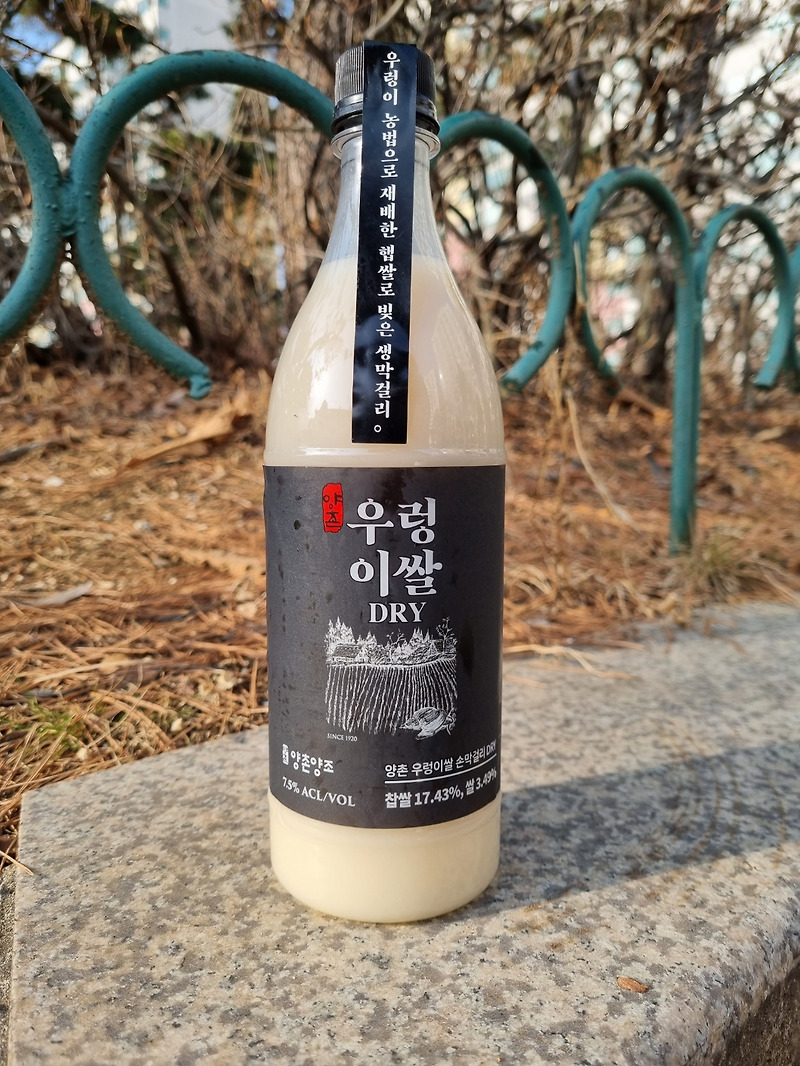 우렁이 농법으로 재배한 햅쌀로 빚은 생막걸리。
양촌
우렁
이쌀
DRY
SINCE 1920
양촌양조
7.5% ACL/VOL
양촌 우렁이쌀 손막걸리 DRY
찹쌀 17.43%, 쌀 3.49%